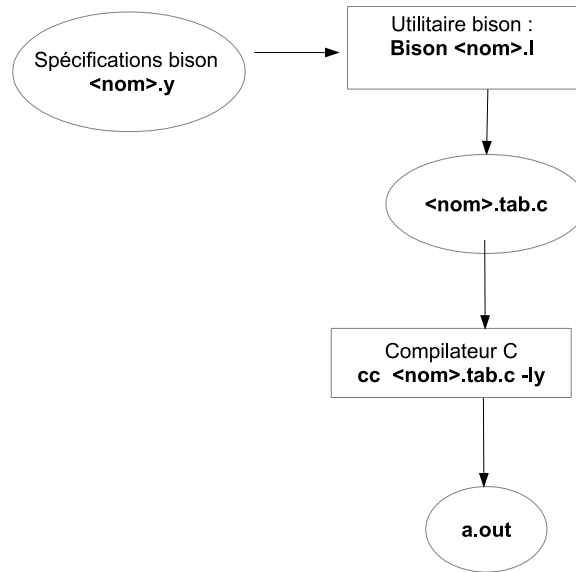 Spécifications bison
<nom>.y
Utilitaire bison :
Bison <nom>.l
<nom>.tab.c
Compilateur C
cc  <nom>.tab.c -ly
a.out